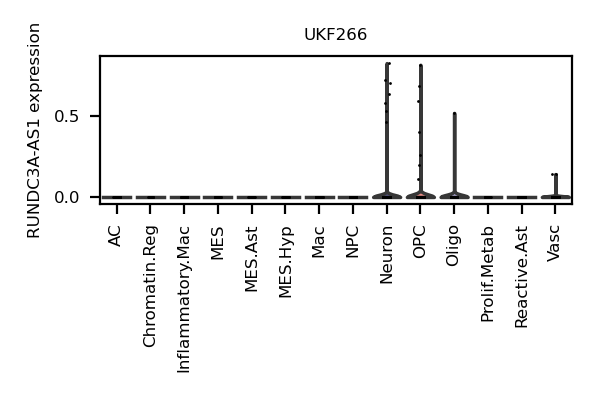 UKF266
RUNDC3A-AS1 expression
0.5
0.0
AC
Chromatin.Reg
Inflammatory.Mac
MES
MES.Ast
MES.Hyp
Mac
NPC
Neuron
OPC
Oligo
Prolif.Metab
Reactive.Ast
Vasc